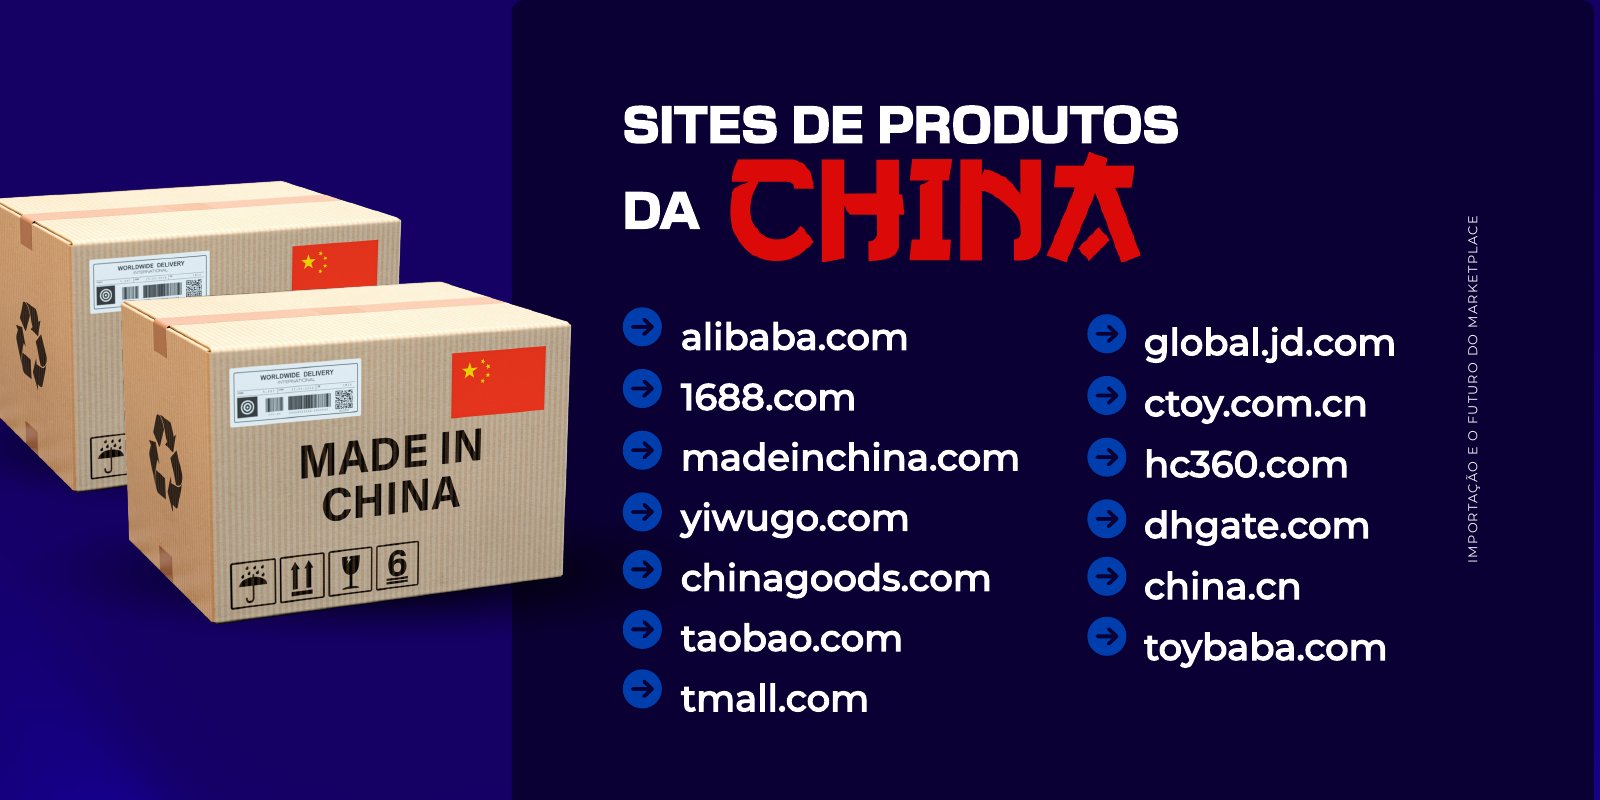 SITES DE PRODUTOS
DA CHINA
alibaba.com
1688.com
madeinchina.com
yiwugo.com
chinagoods.com
taobao.com
tmall.com
global.jd.com
ctoy.com.cn
hc360.com
dhgate.com
china.cn
toybaba.com
IMPORTAÇÃO E O FUTURO DO MARKETPLACE
WORLDWIDE DELIVERY
INTERNATIONAL
WORLDWIDE DELIVERY
INTERNATIONAL
MADE IN
CHINA
6